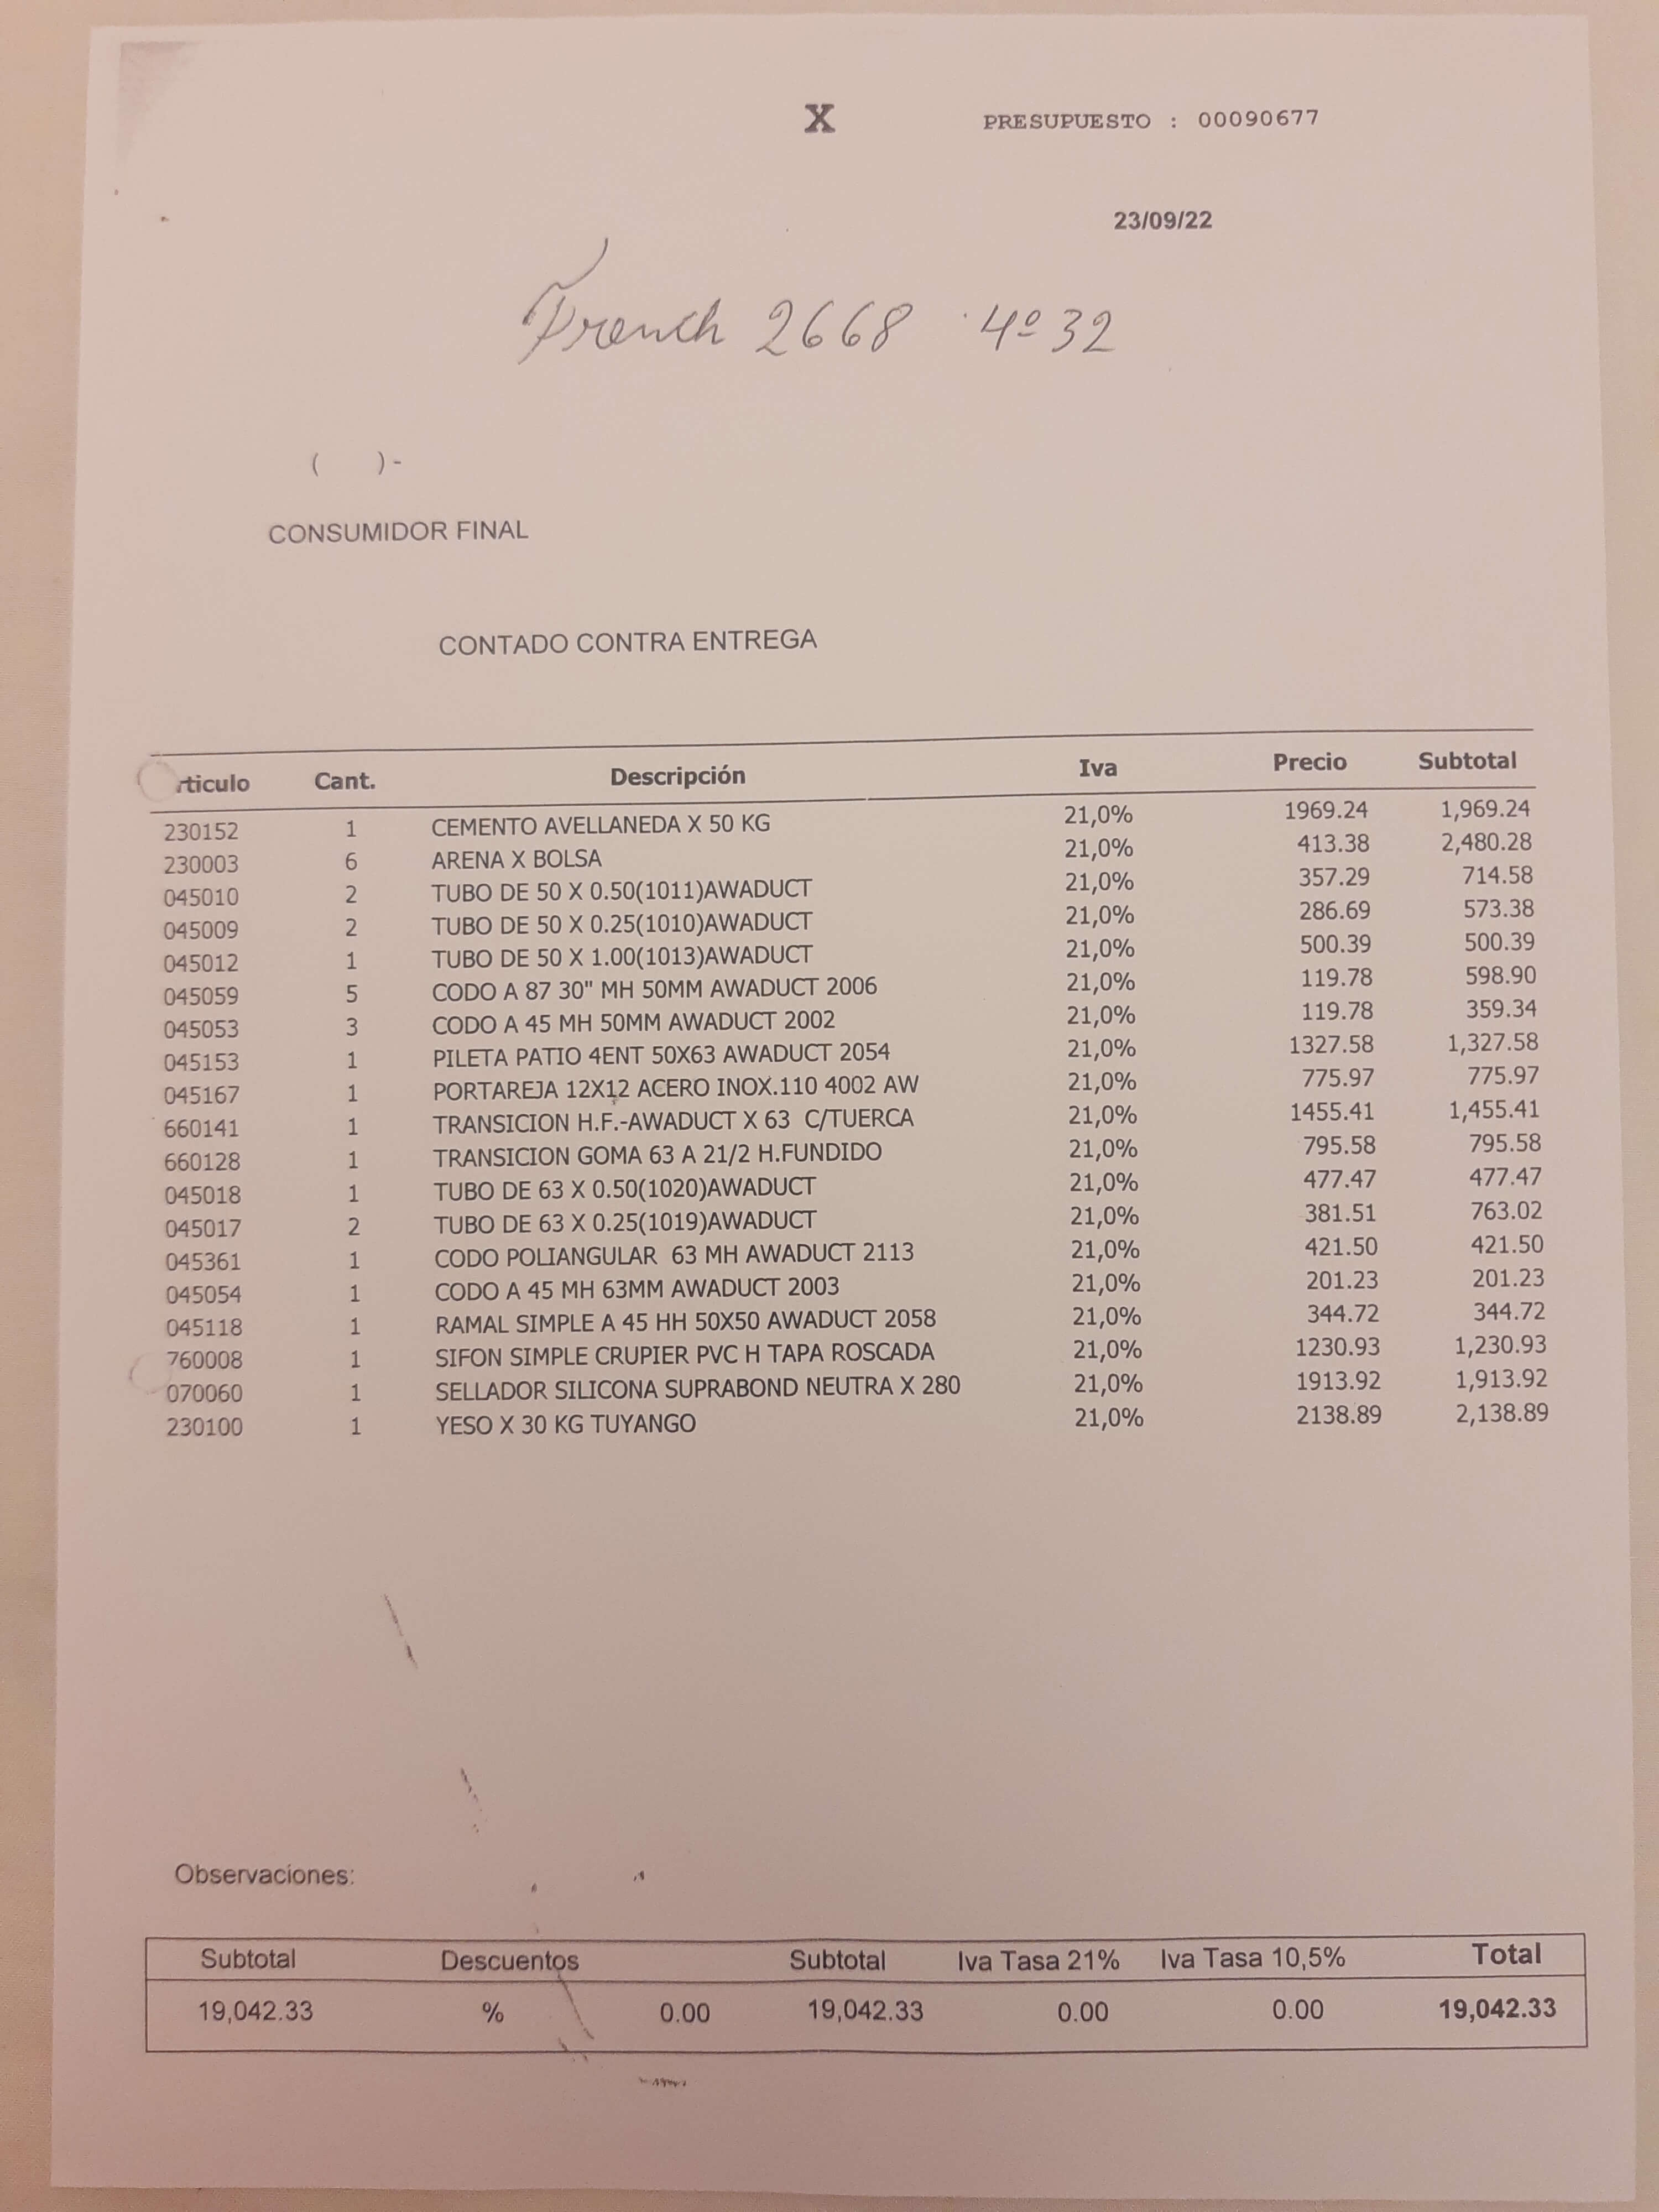 X PRESUPUESTO : 00090677
23/09/22
French 2668 4º 32
( )-
CONSUMIDOR FINAL
CONTADO CONTRA ENTREGA
rticulo Cant. Descripción Iva Precio Subtotal
230152 1 CEMENTO AVELLANEDA X 50 KG 21,0% 1969.24 1,969.24
230003 6 ARENA X BOLSA 21,0% 413.38 2,480.28
045010 2 TUBO DE 50 X 0.50(1011)AWADUCT 21,0% 357.29 714.58
045009 2 TUBO DE 50 X 0.25(1010)AWADUCT 21,0% 286.69 573.38
045012 1 TUBO DE 50 X 1.00(1013)AWADUCT 21,0% 500.39 500.39
045059 5 CODO A 87 30" MH 50MM AWADUCT 2006 21,0% 119.78 598.90
045053 3 CODO A 45 MH 50MM AWADUCT 2002 21,0% 119.78 359.34
045153 1 PILETA PATIO 4ENT 50X63 AWADUCT 2054 21,0% 1327.58 1,327.58
045167 1 PORTAREJA 12X12 ACERO INOX.110 4002 AW 21,0% 775.97 775.97
660141 1 TRANSICION H.F.-AWADUCT X 63 C/TUERCA 21,0% 1455.41 1,455.41
660128 1 TRANSICION GOMA 63 A 21/2 H.FUNDIDO 21,0% 795.58 795.58
045018 1 TUBO DE 63 X 0.50(1020)AWADUCT 21,0% 477.47 477.47
045017 2 TUBO DE 63 X 0.25(1019)AWADUCT 21,0% 381.51 763.02
045361 1 CODO POLIANGULAR 63 MH AWADUCT 2113 21,0% 421.50 421.50
045054 1 CODO A 45 MH 63MM AWADUCT 2003 21,0% 201.23 201.23
045118 1 RAMAL SIMPLE A 45 HH 50X50 AWADUCT 2058 21,0% 344.72 344.72
760008 1 SIFON SIMPLE CRUPIER PVC H TAPA ROSCADA 21,0% 1230.93 1,230.93
070060 1 SELLADOR SILICONA SUPRABOND NEUTRA X 280 21,0% 1913.92 1,913.92
230100 1 YESO X 30 KG TUYANGO 21,0% 2138.89 2,138.89
Observaciones:
Subtotal Descuentos Subtotal Iva Tasa 21% Iva Tasa 10,5% Total
19,042.33 % 0.00 19,042.33 0.00 0.00 19,042.33